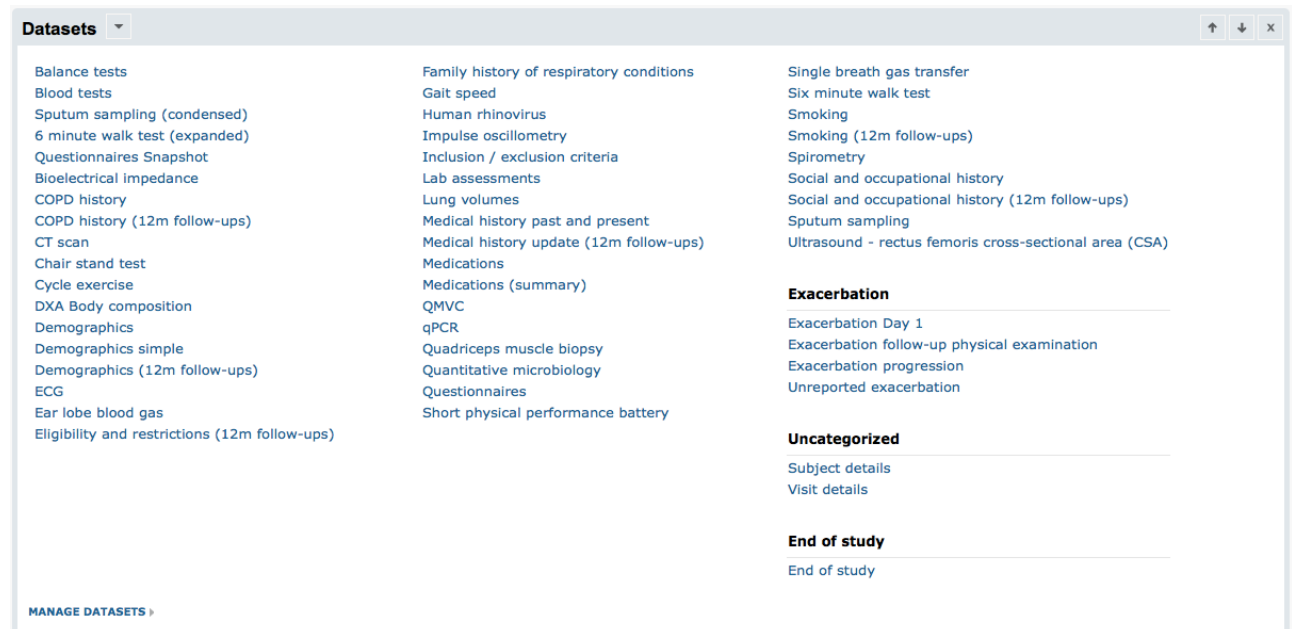 Datasets
x
Balance tests
Blood tests
Sputum sampling (condensed)
6 minute walk test (expanded)
Questionnaires Snapshot
Bioelectrical impedance
COPD history
COPD history (12m follow-ups)
CT scan
Chair stand test
Cycle exercise
DXA Body composition
Demographics
Demographics simple
Demographics (12m follow-ups)
ECG
Ear lobe blood gas
Eligibility and restrictions (12m follow-ups)
Family history of respiratory conditions
Gait speed
Human rhinovirus
Impulse oscillometry
Inclusion / exclusion criteria
Lab assessments
Lung volumes
Medical history past and present
Medical history update (12m follow-ups)
Medications
Medications (summary)
QMVC
qPCR
Quadriceps muscle biopsy
Quantitative microbiology
Questionnaires
Short physical performance battery
Single breath gas transfer
Six minute walk test
Smoking
Smoking (12m follow-ups)
Spirometry
Social and occupational history
Social and occupational history (12m follow-ups)
Sputum sampling
Ultrasound - rectus femoris cross-sectional area (CSA)
Exacerbation
Exacerbation Day 1
Exacerbation follow-up physical examination
Exacerbation progression
Unreported exacerbation
Uncategorized
Subject details
Visit details
End of study
End of study
MANAGE DATASETS